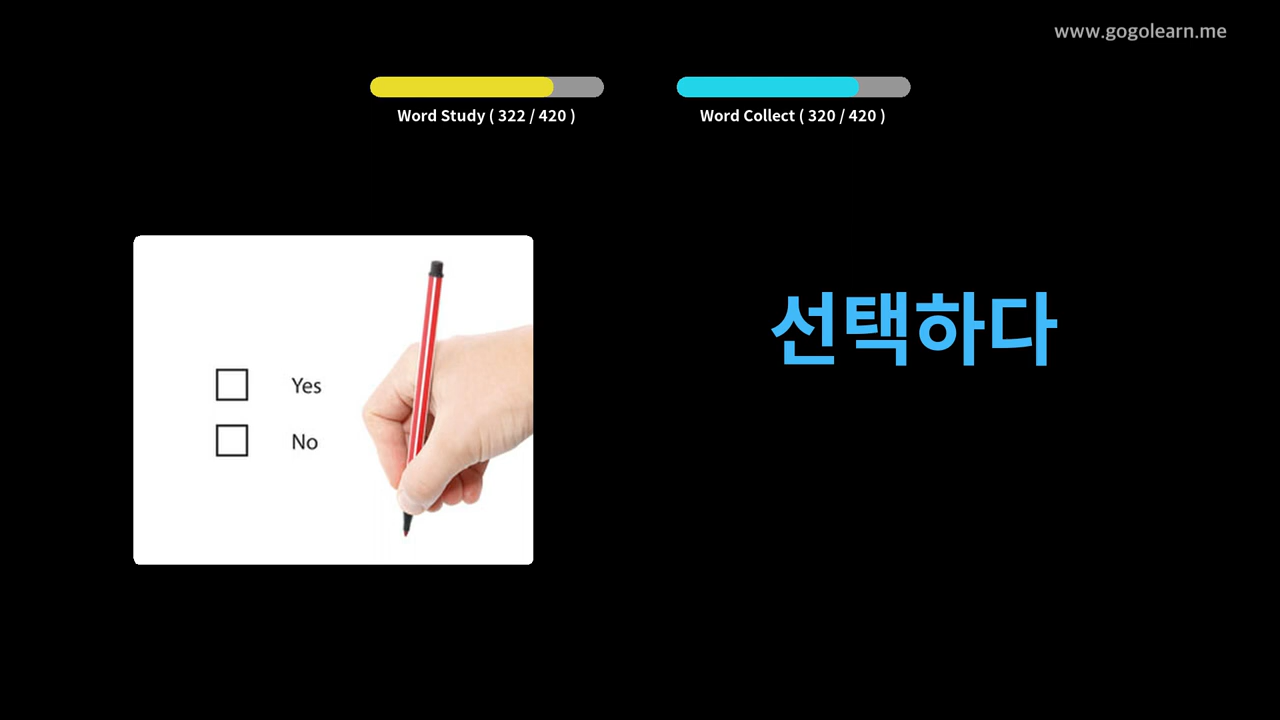 www.gogolearn.me
Word Study ( 322 / 420 )
Word Collect ( 320 / 420 )
선택하다
Yes
No